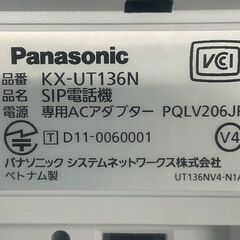 Panasonic
VCI
品番 KX-UT136N
品名 SIP電話機
電源 専用ACアダプター PQLV206JP
T D11-0060001
V4
パナソニック システムネットワークス株式会社
ベトナム製
UT136NV4-N1A